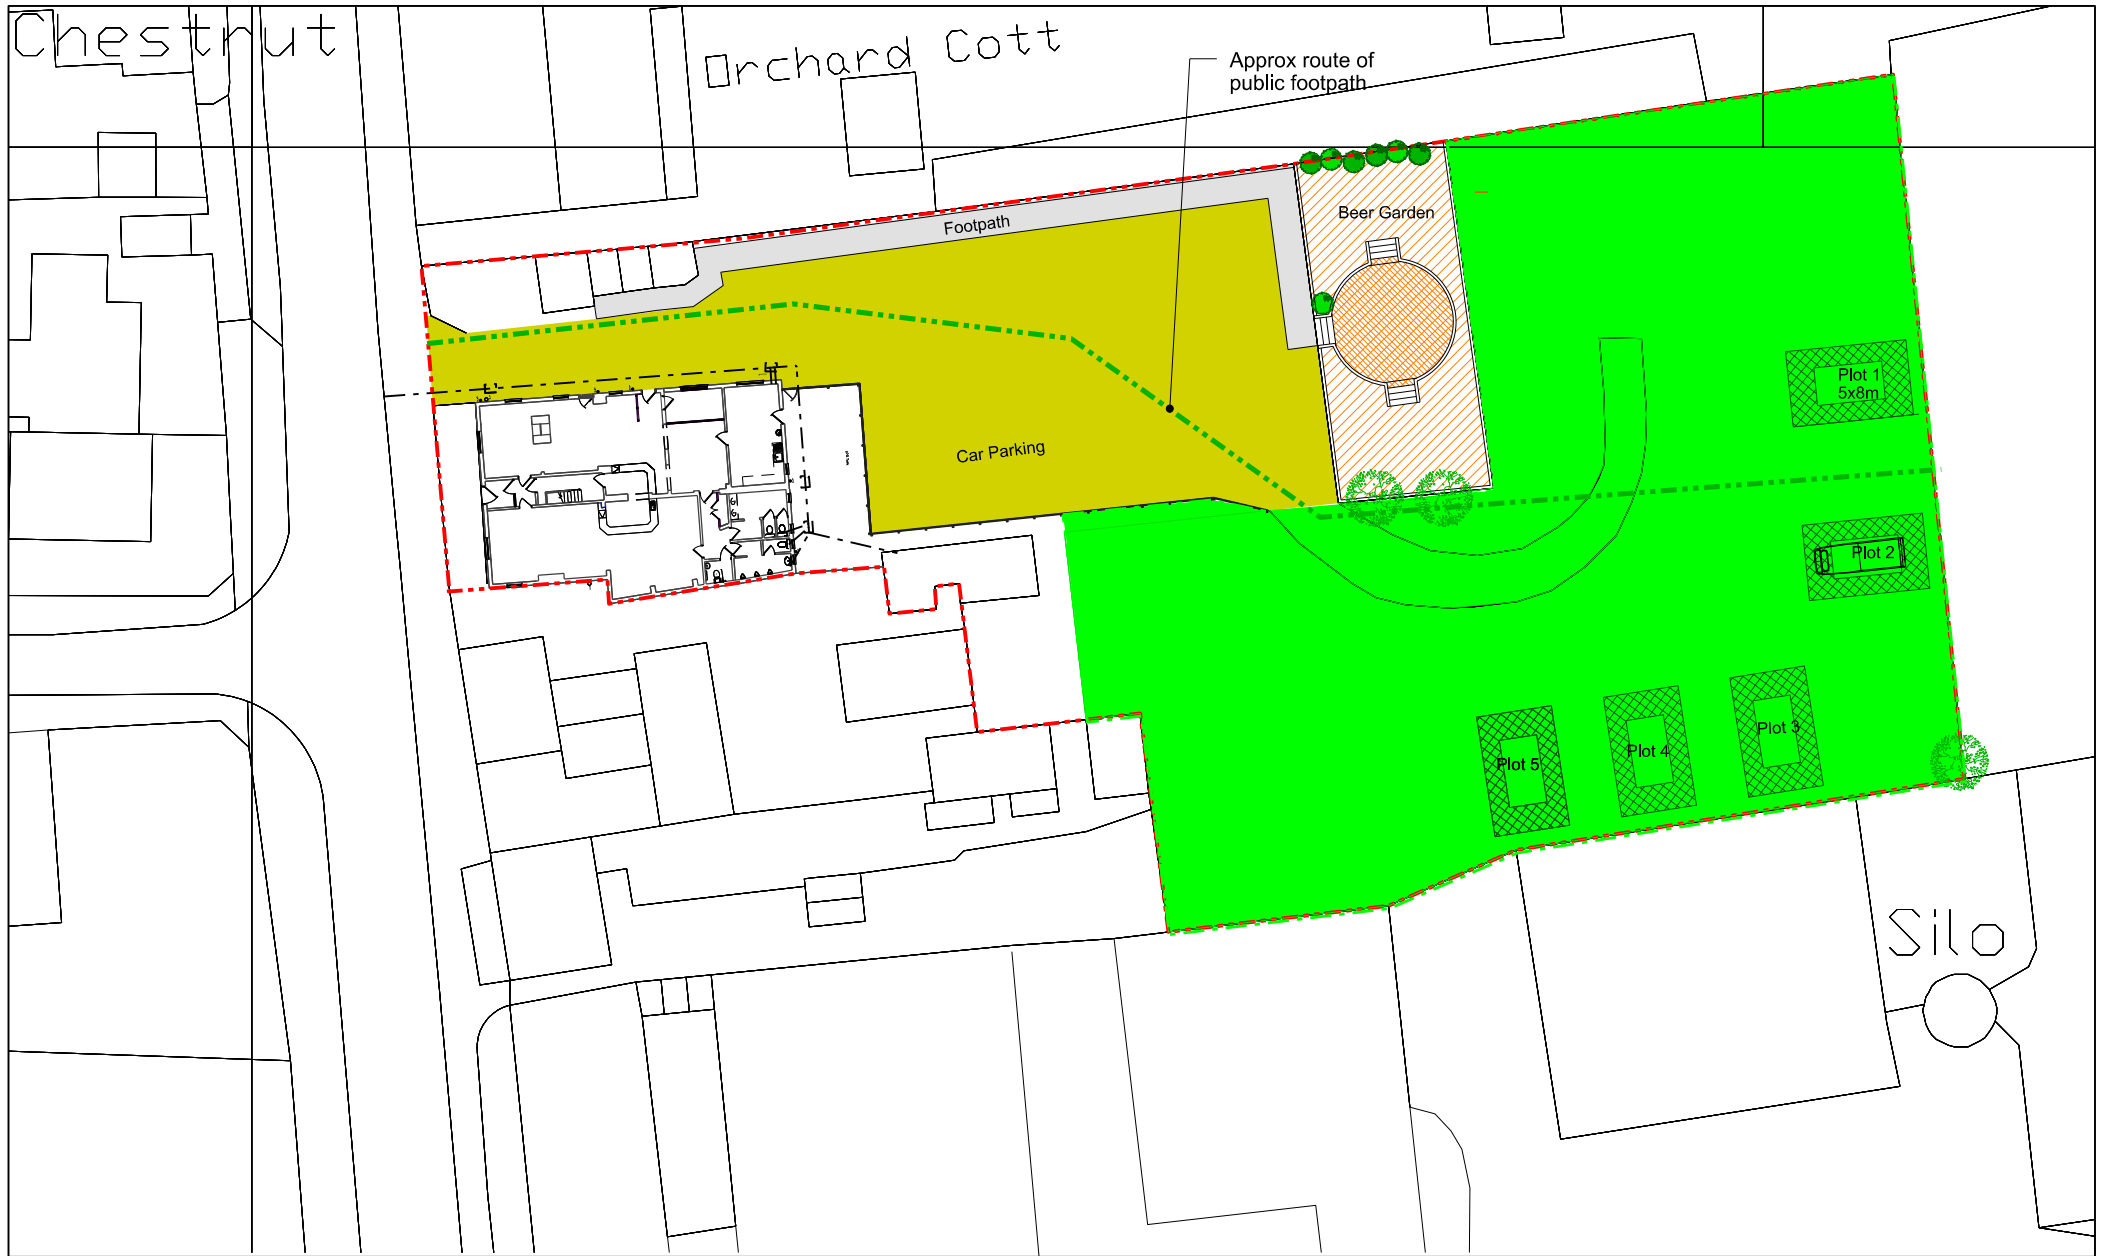 Chestnut
Orchard Cott
Approx route of
public footpath
Footpath
Beer Garden
Car Parking
Plot 1
5x8m
Plot 2
Plot 3
Plot 4
Plot 5
Silo